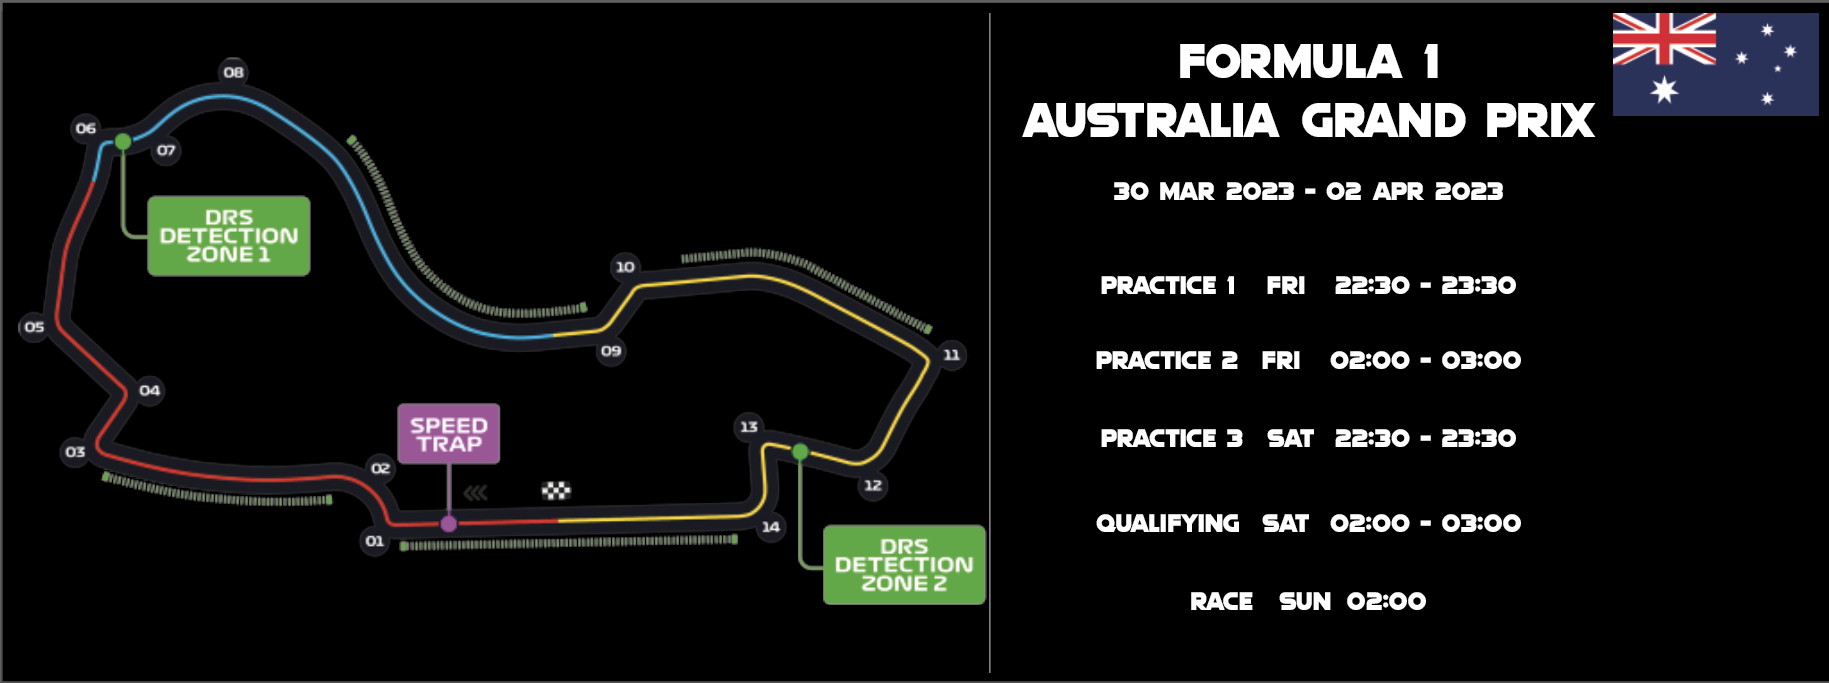 08
06
07
DRS
DETECTION
ZONE 1
10
05
09
11
04
SPEED
TRAP
13
03
02
12
01
14
DRS
DETECTION
ZONE 2
FORMULA 1
AUSTRALIA GRAND PRIX
30 MAR 2023 - 02 APR 2023
PRACTICE 1 FRI 22:30 - 23:30
PRACTICE 2 FRI 02:00 - 03:00
PRACTICE 3 SAT 22:30 - 23:30
QUALIFYING SAT 02:00 - 03:00
RACE SUN 02:00